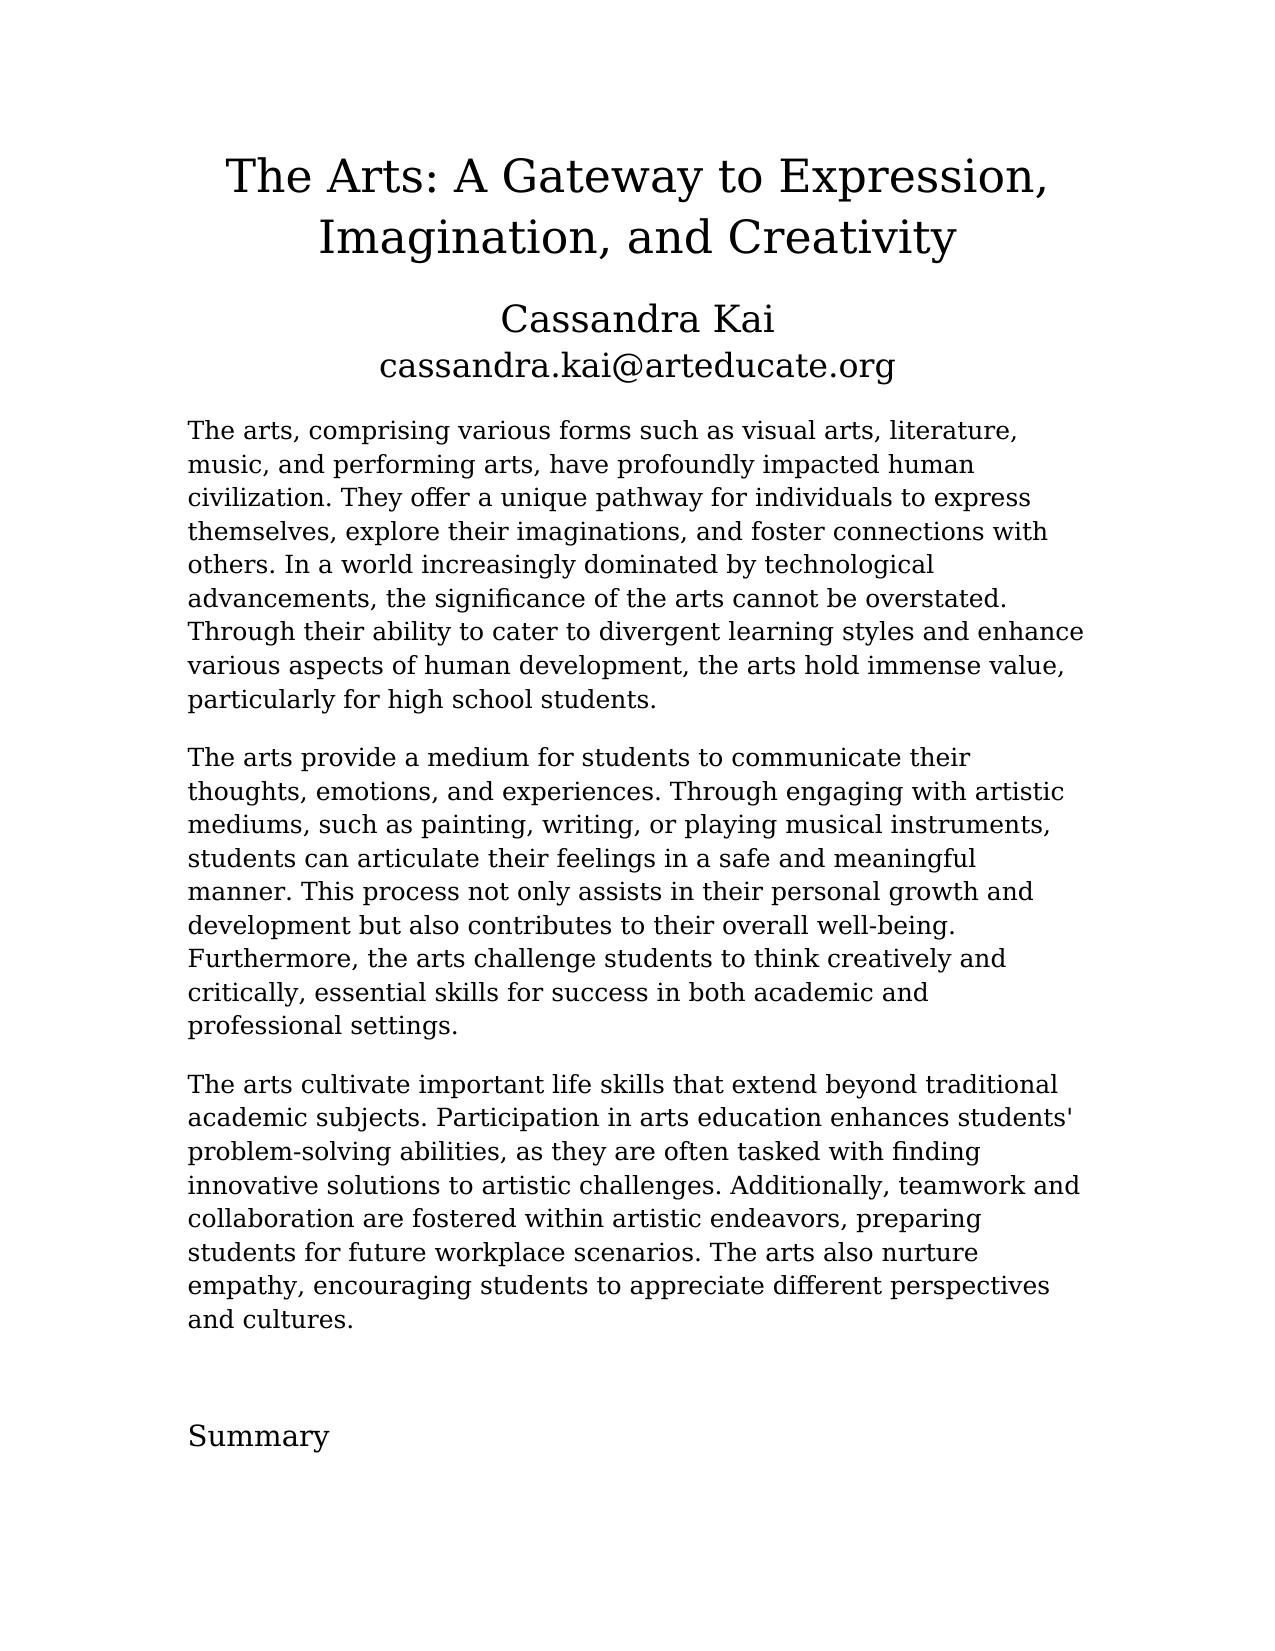 The Arts: A Gateway to Expression,
Imagination, and Creativity
Cassandra Kai
cassandra.kai@arteducate.org
The arts, comprising various forms such as visual arts, literature,
music, and performing arts, have profoundly impacted human
civilization. They offer a unique pathway for individuals to express
themselves, explore their imaginations, and foster connections with
others. In a world increasingly dominated by technological
advancements, the significance of the arts cannot be overstated.
Through their ability to cater to divergent learning styles and enhance
various aspects of human development, the arts hold immense value,
particularly for high school students.
The arts provide a medium for students to communicate their
thoughts, emotions, and experiences. Through engaging with artistic
mediums, such as painting, writing, or playing musical instruments,
students can articulate their feelings in a safe and meaningful
manner. This process not only assists in their personal growth and
development but also contributes to their overall well-being.
Furthermore, the arts challenge students to think creatively and
critically, essential skills for success in both academic and
professional settings.
The arts cultivate important life skills that extend beyond traditional
academic subjects. Participation in arts education enhances students'
problem-solving abilities, as they are often tasked with finding
innovative solutions to artistic challenges. Additionally, teamwork and
collaboration are fostered within artistic endeavors, preparing
students for future workplace scenarios. The arts also nurture
empathy, encouraging students to appreciate different perspectives
and cultures.
Summary